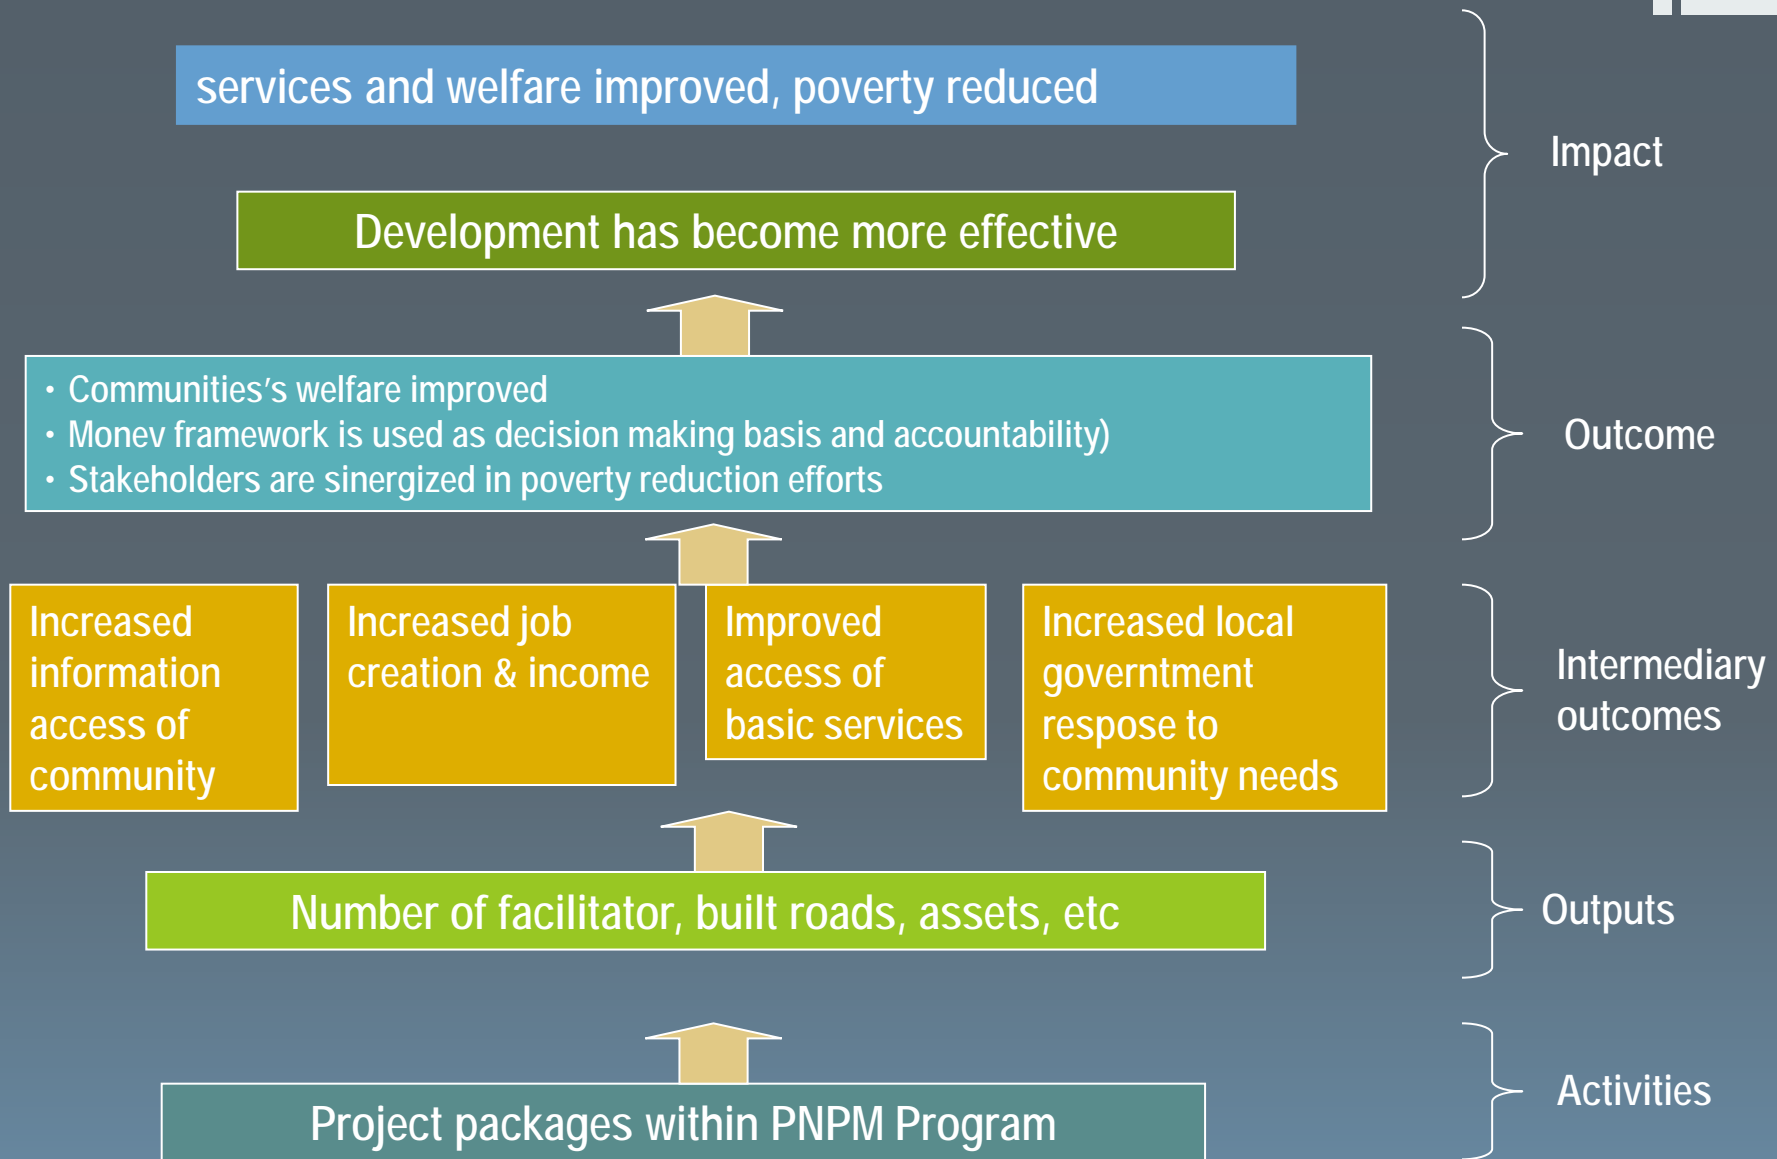 services and welfare improved, poverty reduced
Development has become more effective
Impact
• Communities's welfare improved
• Monev framework is used as decision making basis and accountability)
• Stakeholders are sinergized in poverty reduction efforts
Outcome
Increased
information
access of
community
Increased job
creation & income
Improved
access of
basic services
Increased local
governtment
respose to
community needs
Intermediary
outcomes
Number of facilitator, built roads, assets, etc
Outputs
Project packages within PNPM Program
Activities